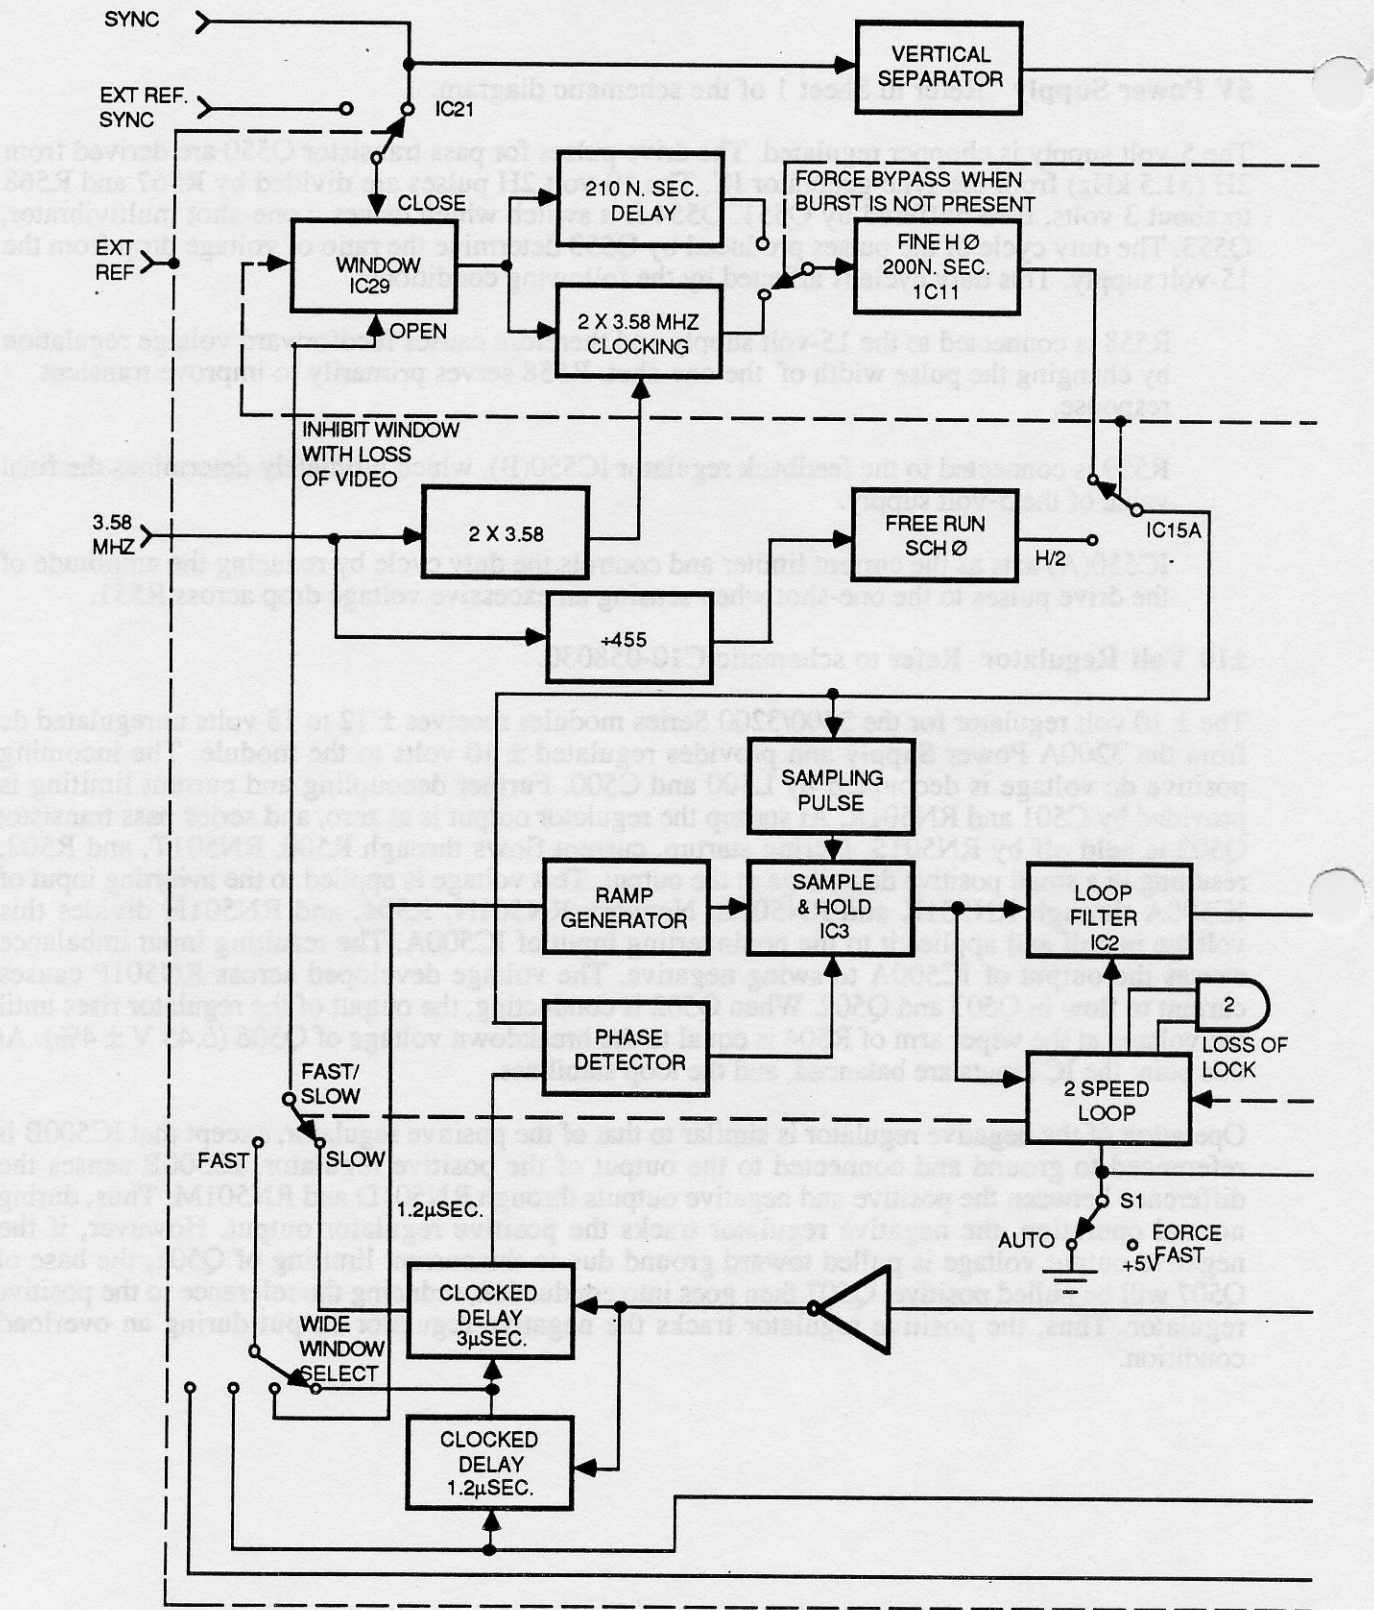 SYNC
VERTICAL
SEPARATOR
EXT REF.
SYNC
IC21
210 N. SEC.
DELAY
FORCE BYPASS WHEN
BURST IS NOT PRESENT
CLOSE
EXT
REF
WINDOW
IC29
FINE H Ø
200N. SEC.
1C11
OPEN
2 X 3.58 MHZ
CLOCKING
INHIBIT WINDOW
WITH LOSS
OF VIDEO
3.58
MHZ
2 X 3.58
FREE RUN
SCH Ø
H/2
IC15A
÷455
SAMPLING
PULSE
RAMP
GENERATOR
SAMPLE
& HOLD
IC3
LOOP
FILTER
IC2
2
LOSS OF
LOCK
PHASE
DETECTOR
2 SPEED
LOOP
FAST/
SLOW
FAST
SLOW
1.2µSEC.
S1
AUTO
FORCE
FAST
+5V
CLOCKED
DELAY
3µSEC.
WIDE
WINDOW
SELECT
CLOCKED
DELAY
1.2µSEC.